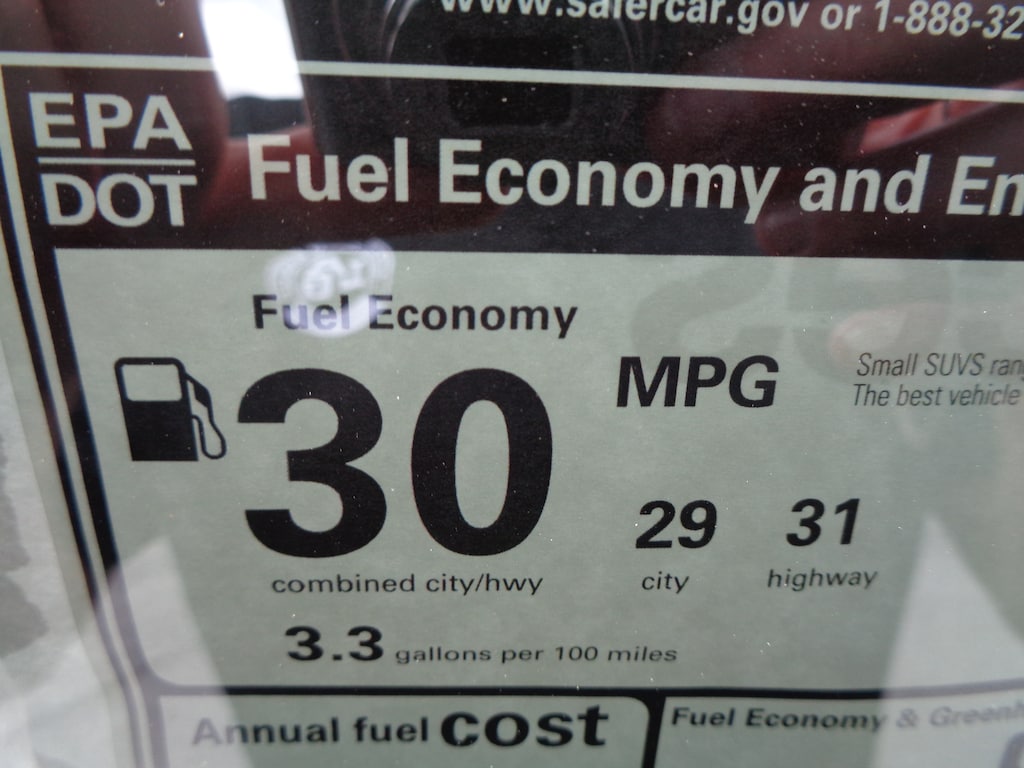 www.safercar.gov or 1-888-32
EPA
DOT
Fuel Economy and En
Fuel Economy
30
MPG
Small SUVS ran
The best vehicle
29
31
combined city/hwy
city
highway
3.3 gallons per 100 miles
Annual fuel cost
Fuel Economy & Greenh